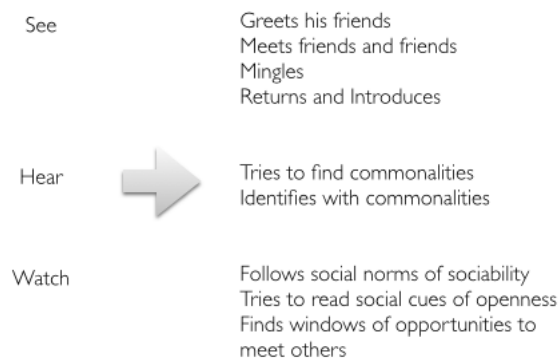 See
Greets his friends
Meets friends and friends
Mingles
Returns and Introduces
Hear
Tries to find commonalities
Identifies with commonalities
Watch
Follows social norms of sociability
Tries to read social cues of openness
Finds windows of opportunities to
meet others